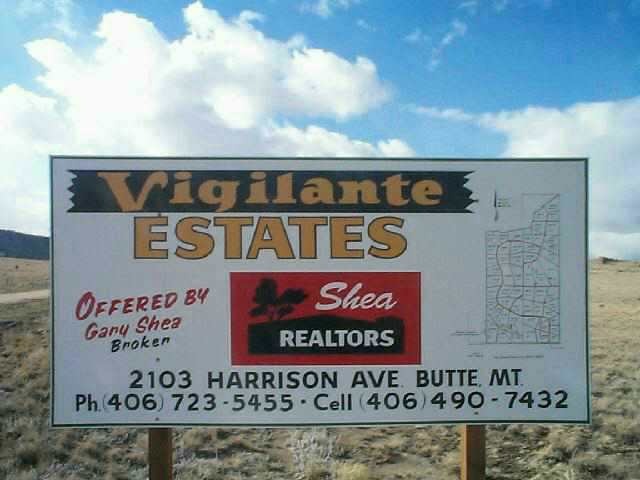 Vigilante
ESTATES
OFFERED BY
Gary Shea
Broker
Shea
REALTORS
2103 HARRISON AVE. BUTTE, MT.
Ph. (406) 723-5455 · Cell (406) 490-7432